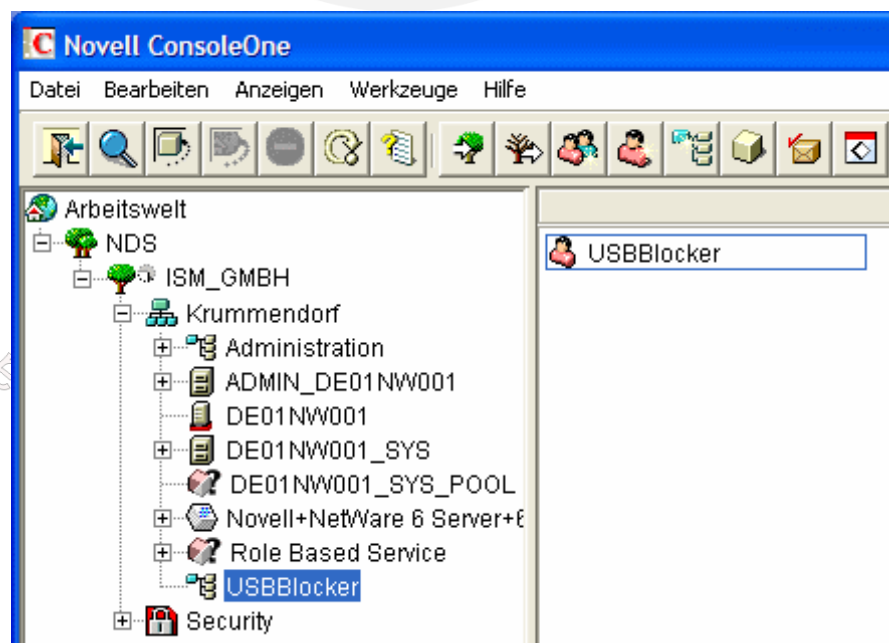 Novell ConsoleOne
Datei Bearbeiten Anzeigen Werkzeuge Hilfe
Arbeitswelt
NDS
ISM_GMBH
Krummendorf
Administration
ADMIN_DE01NW001
DE01NW001
DE01NW001_SYS
DE01NW001_SYS_POOL
Novell+NetWare 6 Server+6
Role Based Service
USBBlocker
Security
USBBlocker